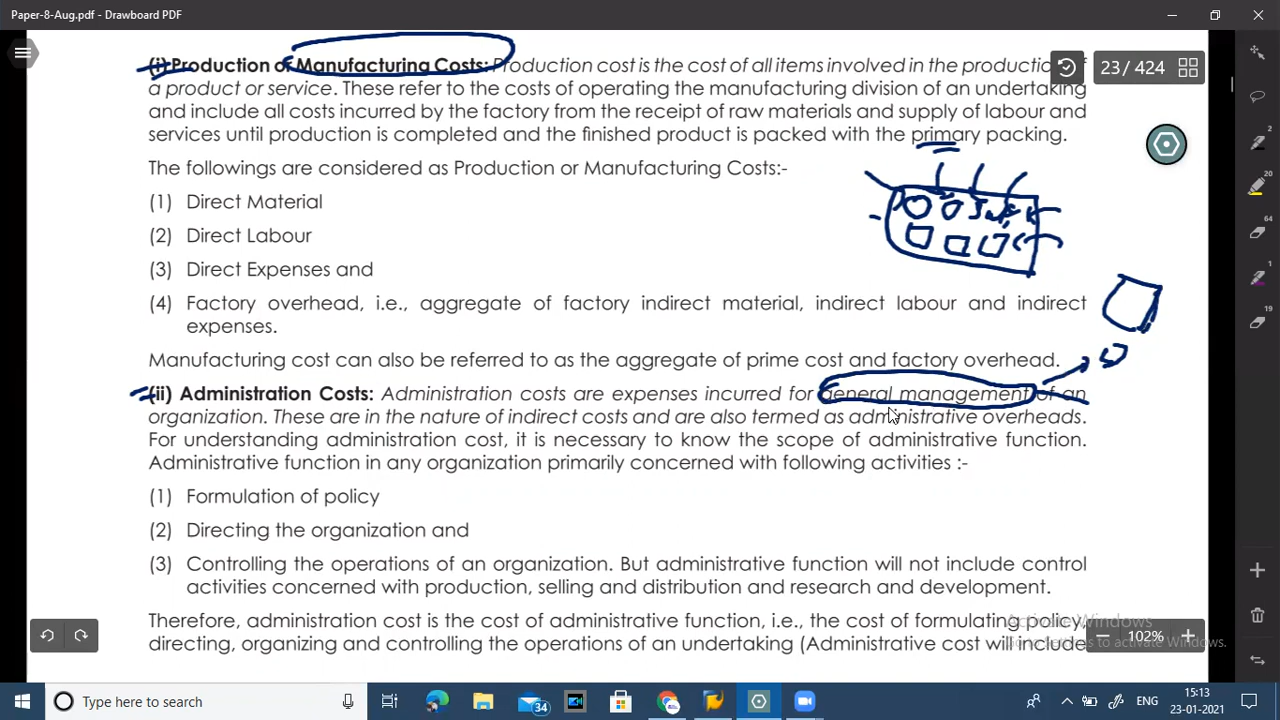 Paper-8-Aug.pdf - Drawboard PDF
(i) Production or Manufacturing Costs: Production cost is the cost of all items involved in the production of
23 / 424
a product or service. These refer to the costs of operating the manufacturing division of an undertaking
and include all costs incurred by the factory from the receipt of raw materials and supply of labour and
services until production is completed and the finished product is packed with the primary packing.
The followings are considered as Production or Manufacturing Costs:-
(1) Direct Material
(2) Direct Labour
(3) Direct Expenses and
(4) Factory overhead, i.e., aggregate of factory indirect material, indirect labour and indirect
expenses.
Manufacturing cost can also be referred to as the aggregate of prime cost and factory overhead.
(ii) Administration Costs: Administration costs are expenses incurred for general management of an
organization. These are in the nature of indirect costs and are also termed as administrative overheads.
For understanding administration cost, it is necessary to know the scope of administrative function.
Administrative function in any organization primarily concerned with following activities :-
(1) Formulation of policy
(2) Directing the organization and
(3) Controlling the operations of an organization. But administrative function will not include control
activities concerned with production, selling and distribution and research and development.
Therefore, administration cost is the cost of administrative function, i.e., the cost of formulating policy,
directing, organizing and controlling the operations of an undertaking (Administrative cost will include
Activate Windows
Go to Settings to activate Windows.
102%
20
19
Type here to search
34
ENG
15:13
23-01-2021